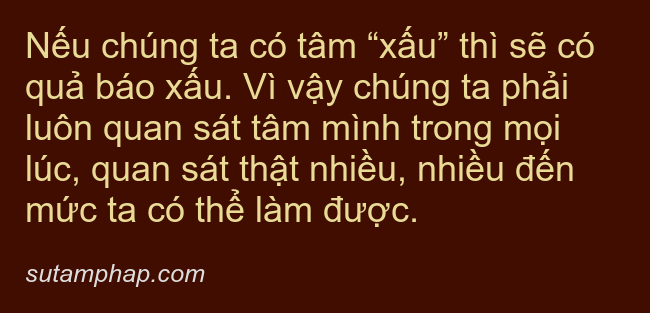 Nếu chúng ta có tâm “xấu” thì sẽ có
quả báo xấu. Vì vậy chúng ta phải
luôn quan sát tâm mình trong mọi
lúc, quan sát thật nhiều, nhiều đến
mức ta có thể làm được.
sutamphap.com